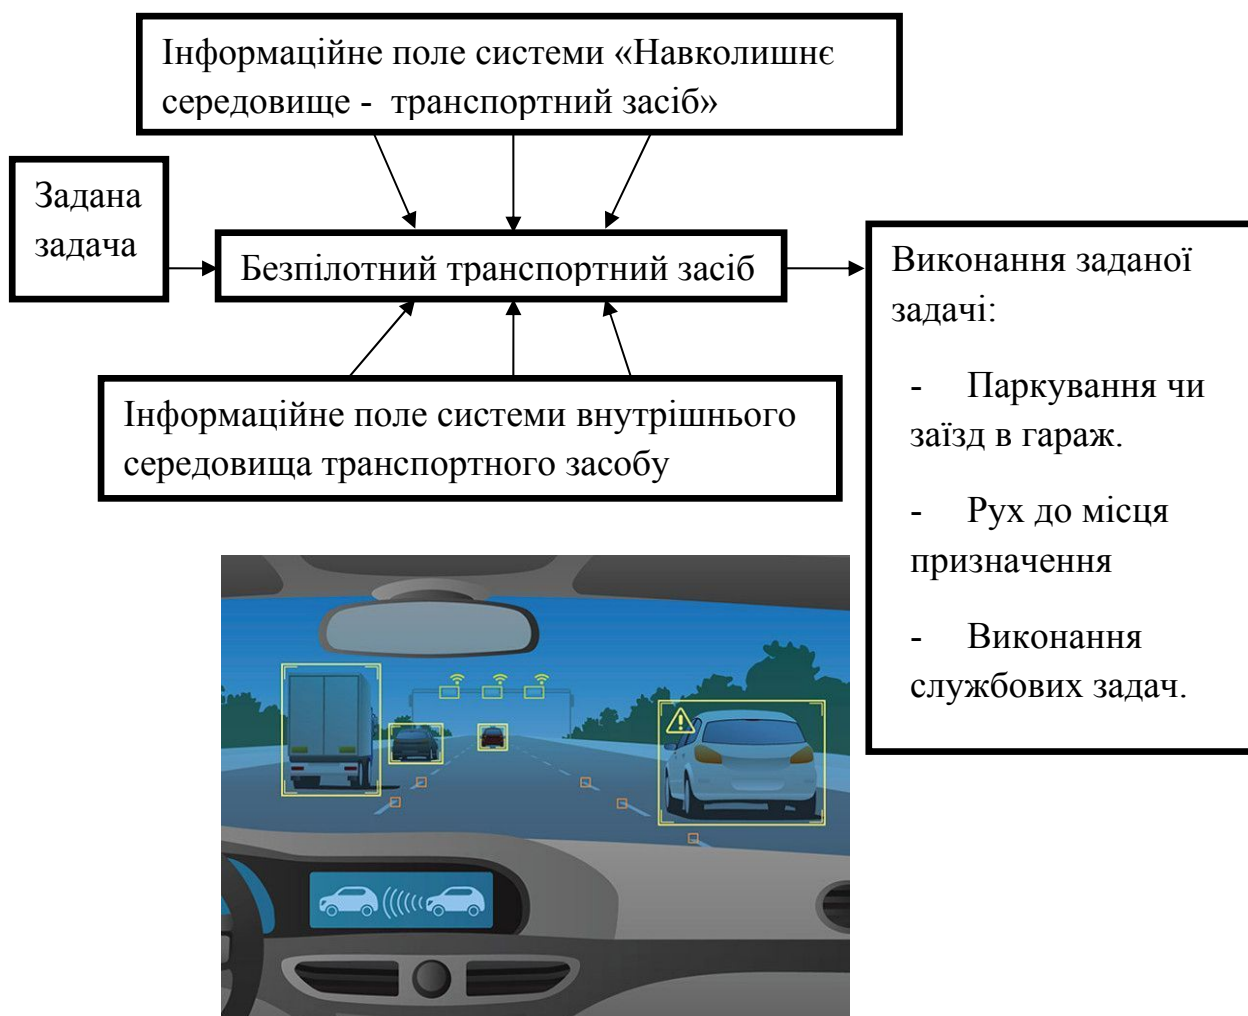 Інформаційне поле системи «Навколишнє
середовище - транспортний засіб»
Задана
задача
Безпілотний транспортний засіб
Виконання заданої
задачі:
- Паркування чи
заїзд в гараж.
- Рух до місця
призначення
- Виконання
службових задач.
Інформаційне поле системи внутрішнього
середовища транспортного засобу